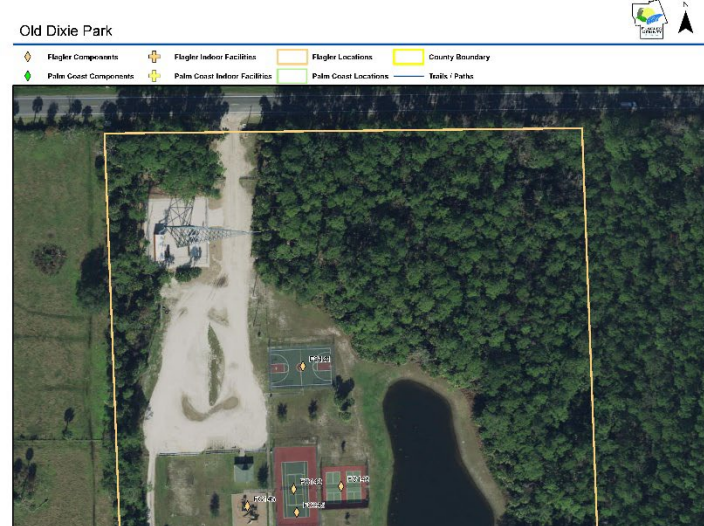 Old Dixie Park
N
Flagler Components
Flagler Indoor Facilities
Flagler Locations
County Boundary
Palm Coast Components
Palm Coast Indoor Facilities
Palm Coast Locations
Trails / Paths